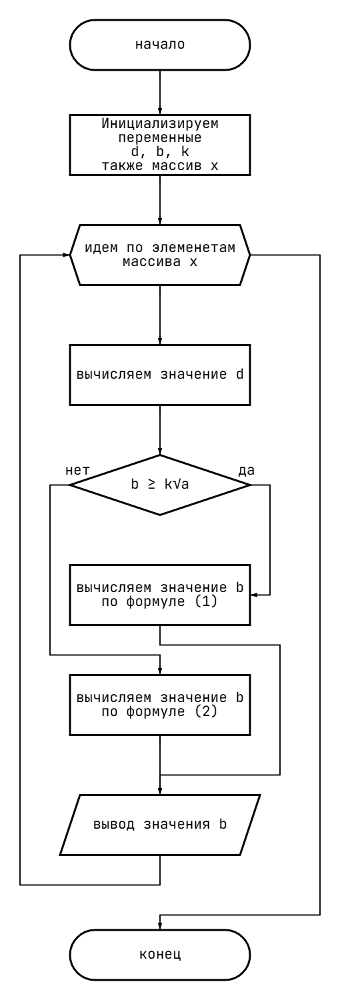 начало
Инициализируем
переменные
d, b, k
также массив x
идем по элеменетам
массива x
вычисляем значение d
нет
да
b ≥ k√a
вычисляем значение b
по формуле (1)
вычисляем значение b
по формуле (2)
вывод значения b
конец